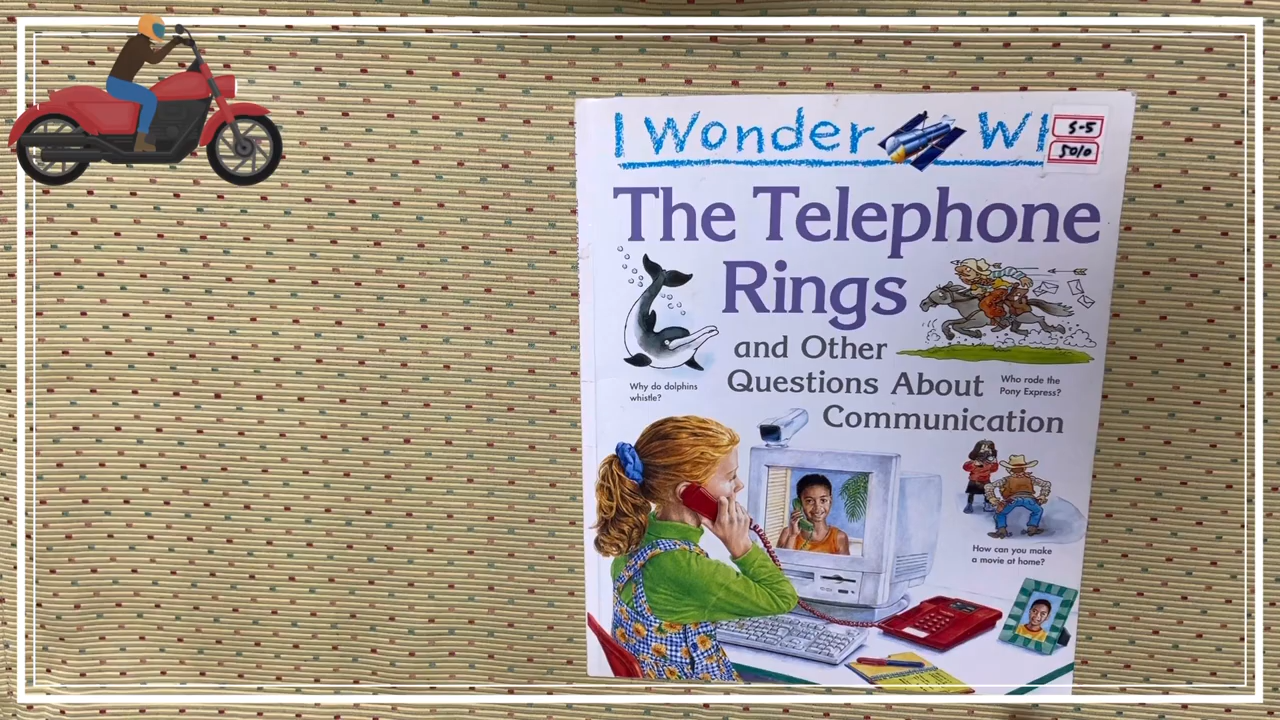 I Wonder
S-5
5010
The Telephone
Rings
and Other
Questions About
Communication
Why do dolphins
whistle?
Who rode the
Pony Express?
How can you make
a movie at home?